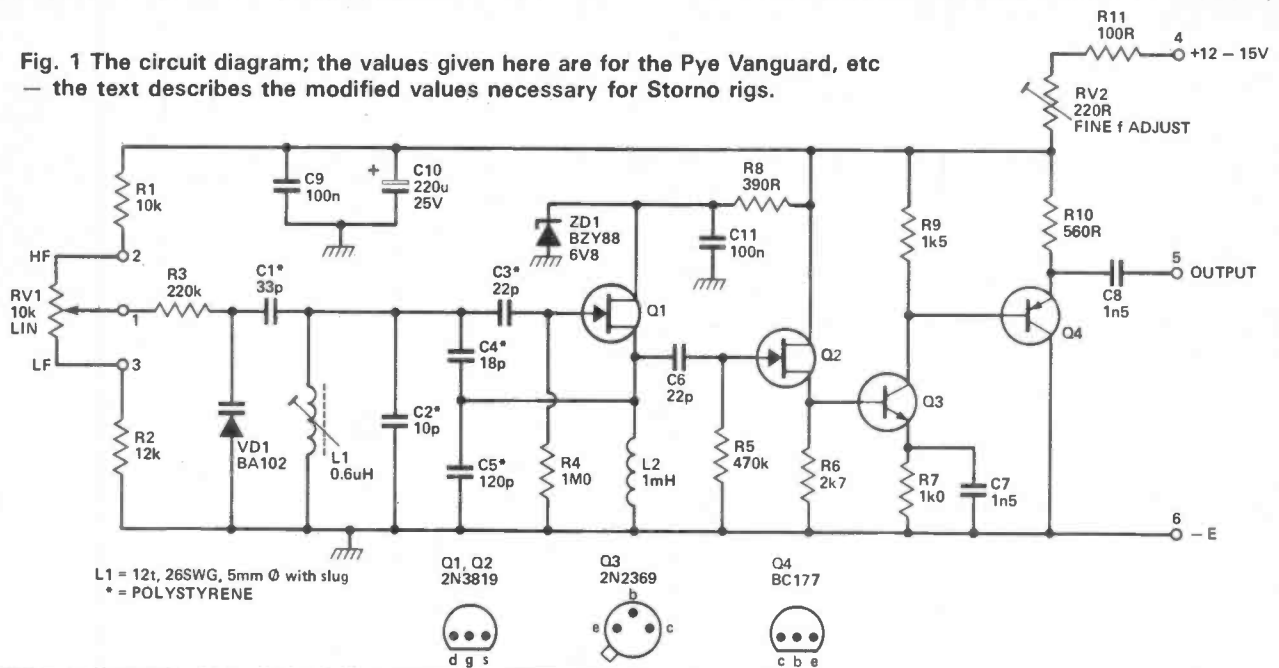 Fig. 1 The circuit diagram; the values given here are for the Pye Vanguard, etc
— the text describes the modified values necessary for Storno rigs.
R11
100R
4
+12 – 15V
RV2
220R
FINE f ADJUST
R1
10k
C9
100n
+
C10
220u
25V
R8
390R
ZD1
BZY88
6V8
C11
100n
R9
1k5
R10
560R
HF
2
RV1
10k
LIN
1
R3
220k
C1*
33p
C3*
22p
Q1
5
OUTPUT
C8
1n5
Q4
LF
3
C4*
18p
C6
22p
Q2
Q3
R2
12k
VD1
BA102
L1
0.6uH
C2*
10p
C5*
120p
R4
1M0
L2
1mH
R5
470k
R6
2k7
R7
1k0
C7
1n5
6
– E
L1 = 12t, 26SWG, 5mm Ø with slug
* = POLYSTYRENE
Q1, Q2
2N3819
d g s
Q3
2N2369
b
e
c
Q4
BC177
c b e